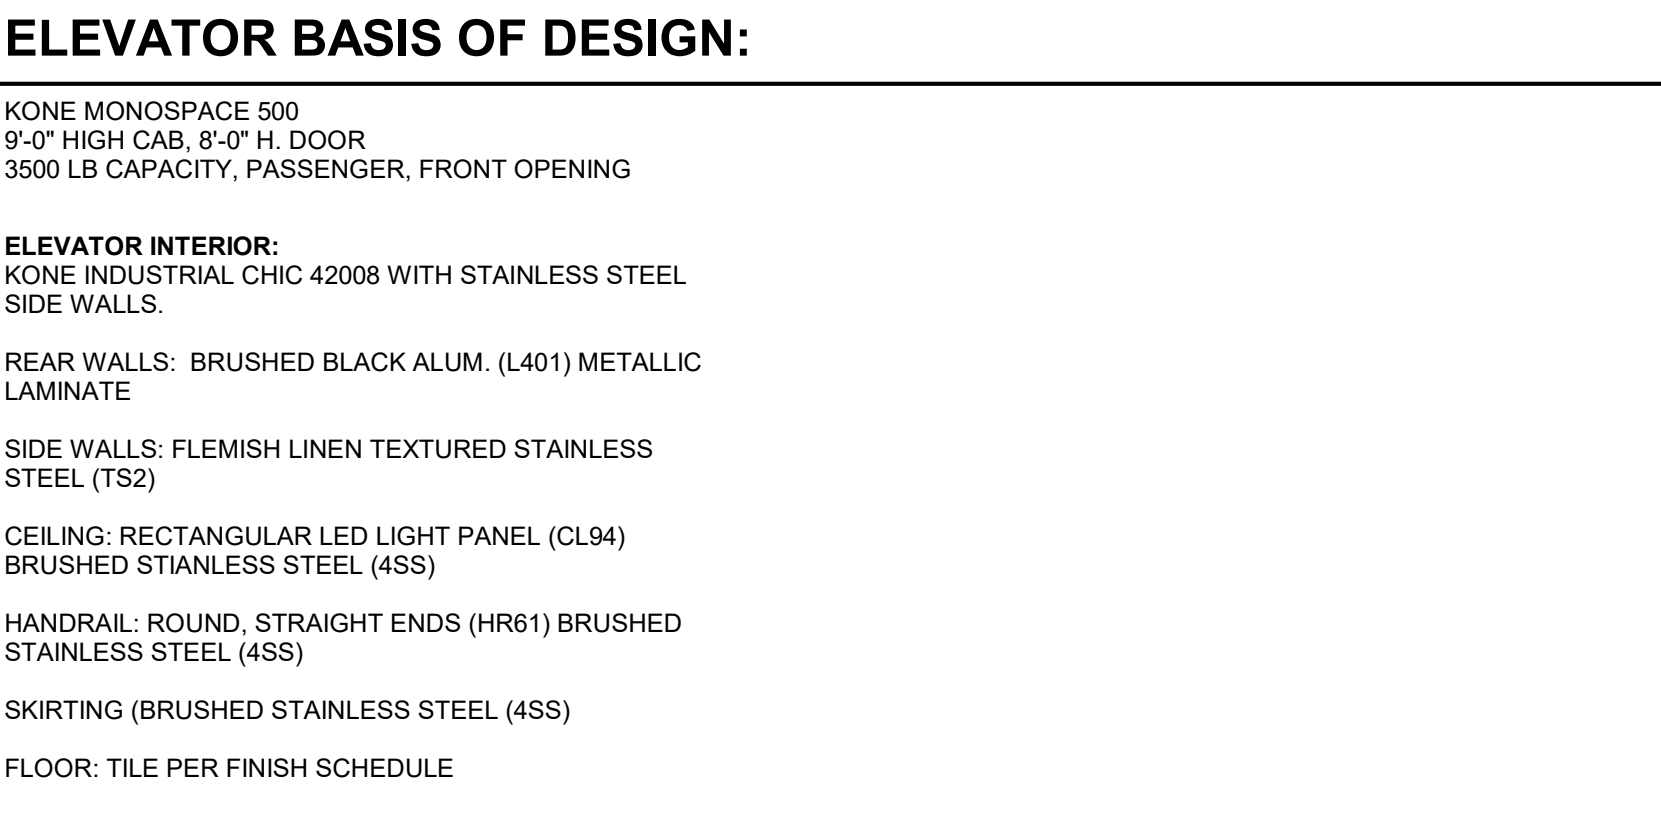 ELEVATOR BASIS OF DESIGN:
KONE MONOSPACE 500
9'-0" HIGH CAB, 8'-0" H. DOOR
3500 LB CAPACITY, PASSENGER, FRONT OPENING
ELEVATOR INTERIOR:
KONE INDUSTRIAL CHIC 42008 WITH STAINLESS STEEL
SIDE WALLS.
REAR WALLS:  BRUSHED BLACK ALUM. (L401) METALLIC
LAMINATE
SIDE WALLS: FLEMISH LINEN TEXTURED STAINLESS
STEEL (TS2)
CEILING: RECTANGULAR LED LIGHT PANEL (CL94)
BRUSHED STIANLESS STEEL (4SS)
HANDRAIL: ROUND, STRAIGHT ENDS (HR61) BRUSHED
STAINLESS STEEL (4SS)
SKIRTING (BRUSHED STAINLESS STEEL (4SS)
FLOOR: TILE PER FINISH SCHEDULE